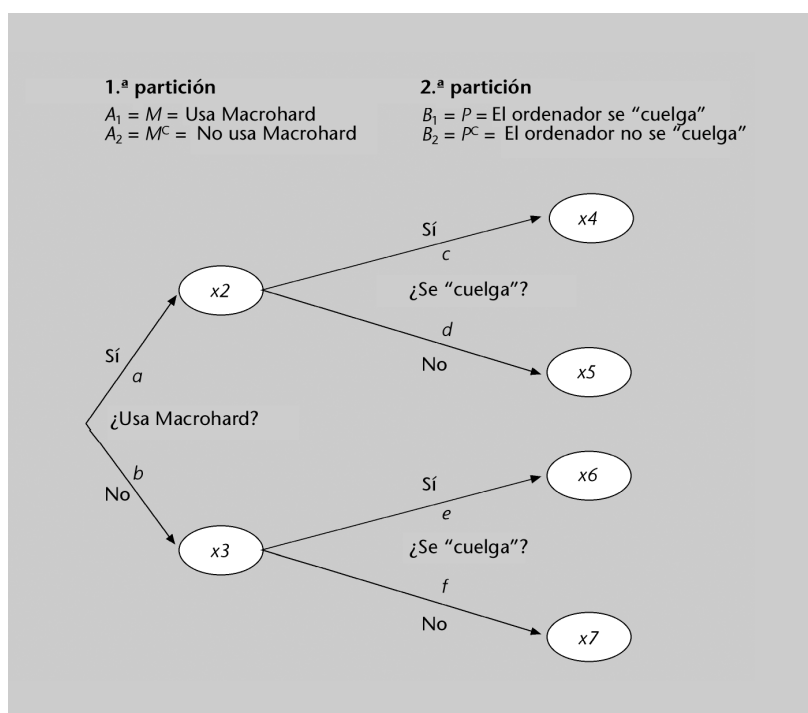 1.ª partición
A₁ = M = Usa Macrohard
A₂ = Mᶜ = No usa Macrohard
2.ª partición
B₁ = P = El ordenador se “cuelga”
B₂ = Pᶜ = El ordenador no se “cuelga”
x4
Sí
c
x2
¿Se “cuelga”?
d
No
x5
Sí
a
¿Usa Macrohard?
b
No
x6
Sí
e
x3
¿Se “cuelga”?
f
No
x7